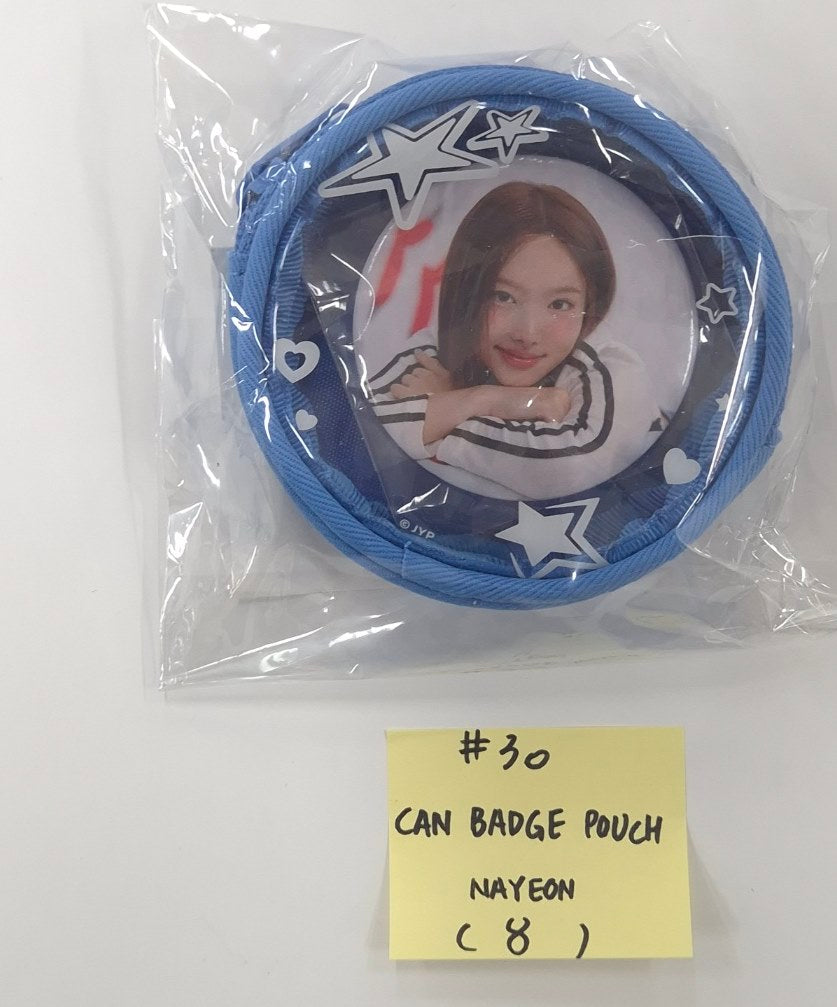 © JYP
#30
CAN BADGE POUCH
NAYEON
( 8 )